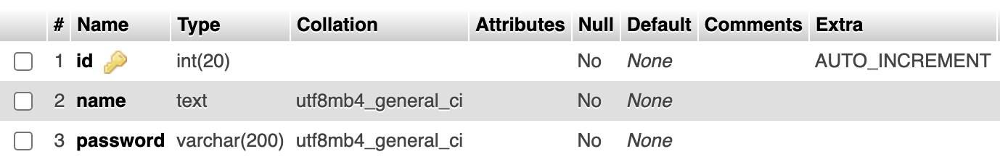 # Name Type Collation Attributes Null Default Comments Extra
1 id int(20) No None AUTO_INCREMENT
2 name text utf8mb4_general_ci No None
3 password varchar(200) utf8mb4_general_ci No None